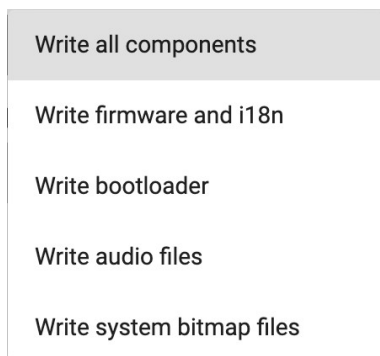 Write all components
Write firmware and i18n
Write bootloader
Write audio files
Write system bitmap files